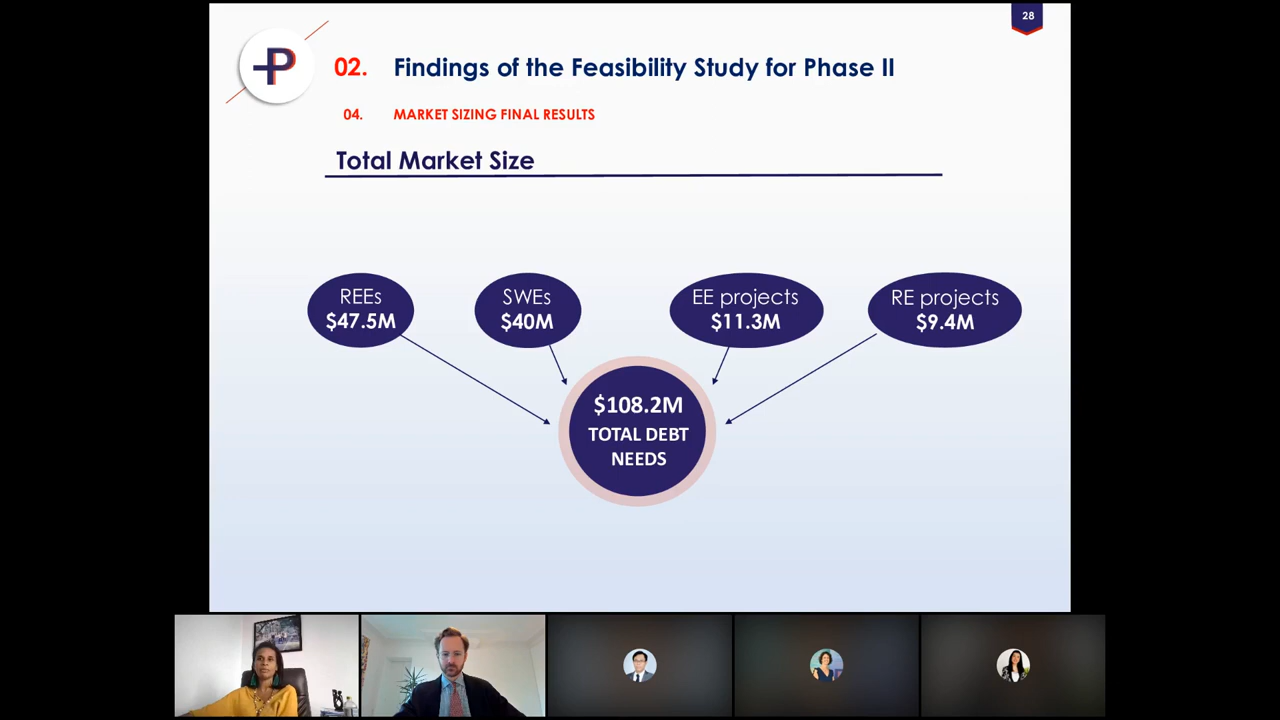 28
P
02. Findings of the Feasibility Study for Phase II
04. MARKET SIZING FINAL RESULTS
Total Market Size
REEs
$47.5M
SWEs
$40M
EE projects
$11.3M
RE projects
$9.4M
$108.2M
TOTAL DEBT
NEEDS